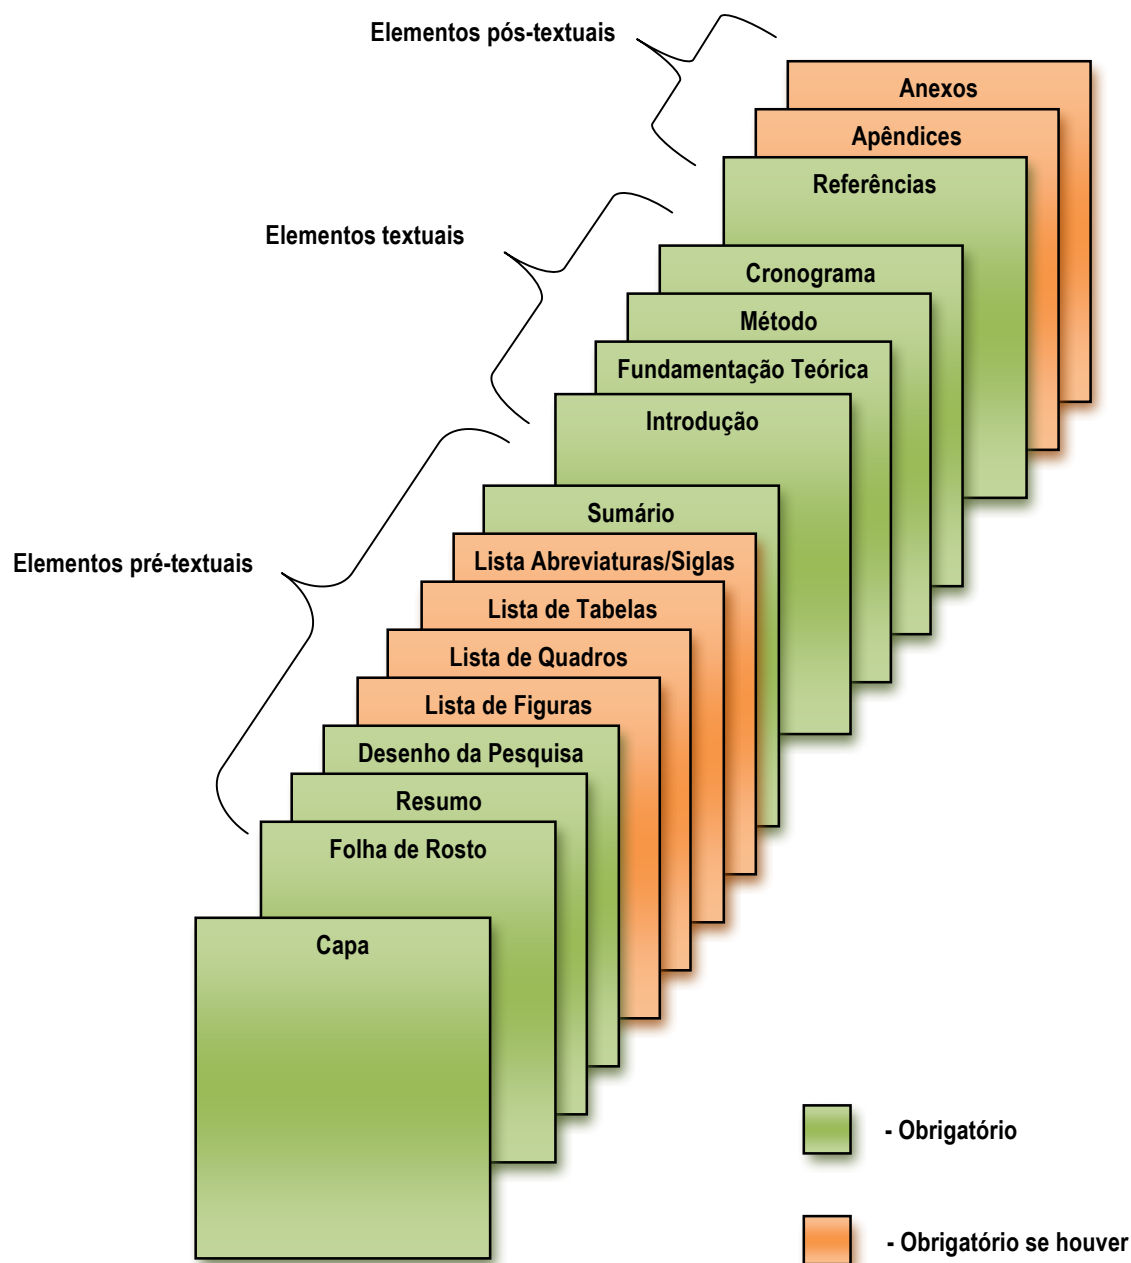 Elementos pós-textuais
Anexos
Apêndices
Referências
Elementos textuais
Cronograma
Método
Fundamentação Teórica
Introdução
Elementos pré-textuais
Sumário
Lista Abreviaturas/Siglas
Lista de Tabelas
Lista de Quadros
Lista de Figuras
Desenho da Pesquisa
Resumo
Folha de Rosto
Capa
- Obrigatório
- Obrigatório se houver